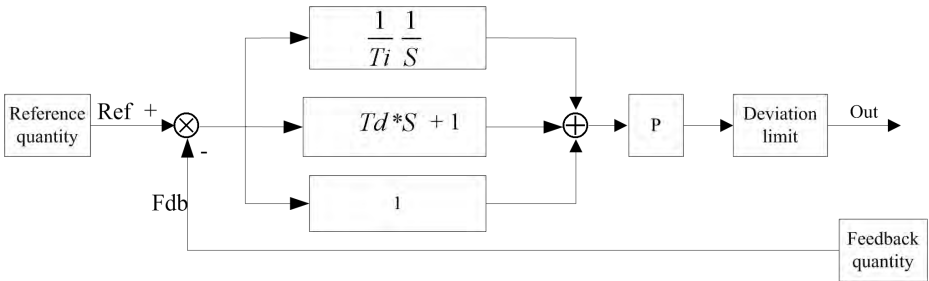 1 1
Ti S
Reference
quantity
Ref +
-
Fdb
Td*S + 1
1
P
Deviation
limit
Out
Feedback
quantity